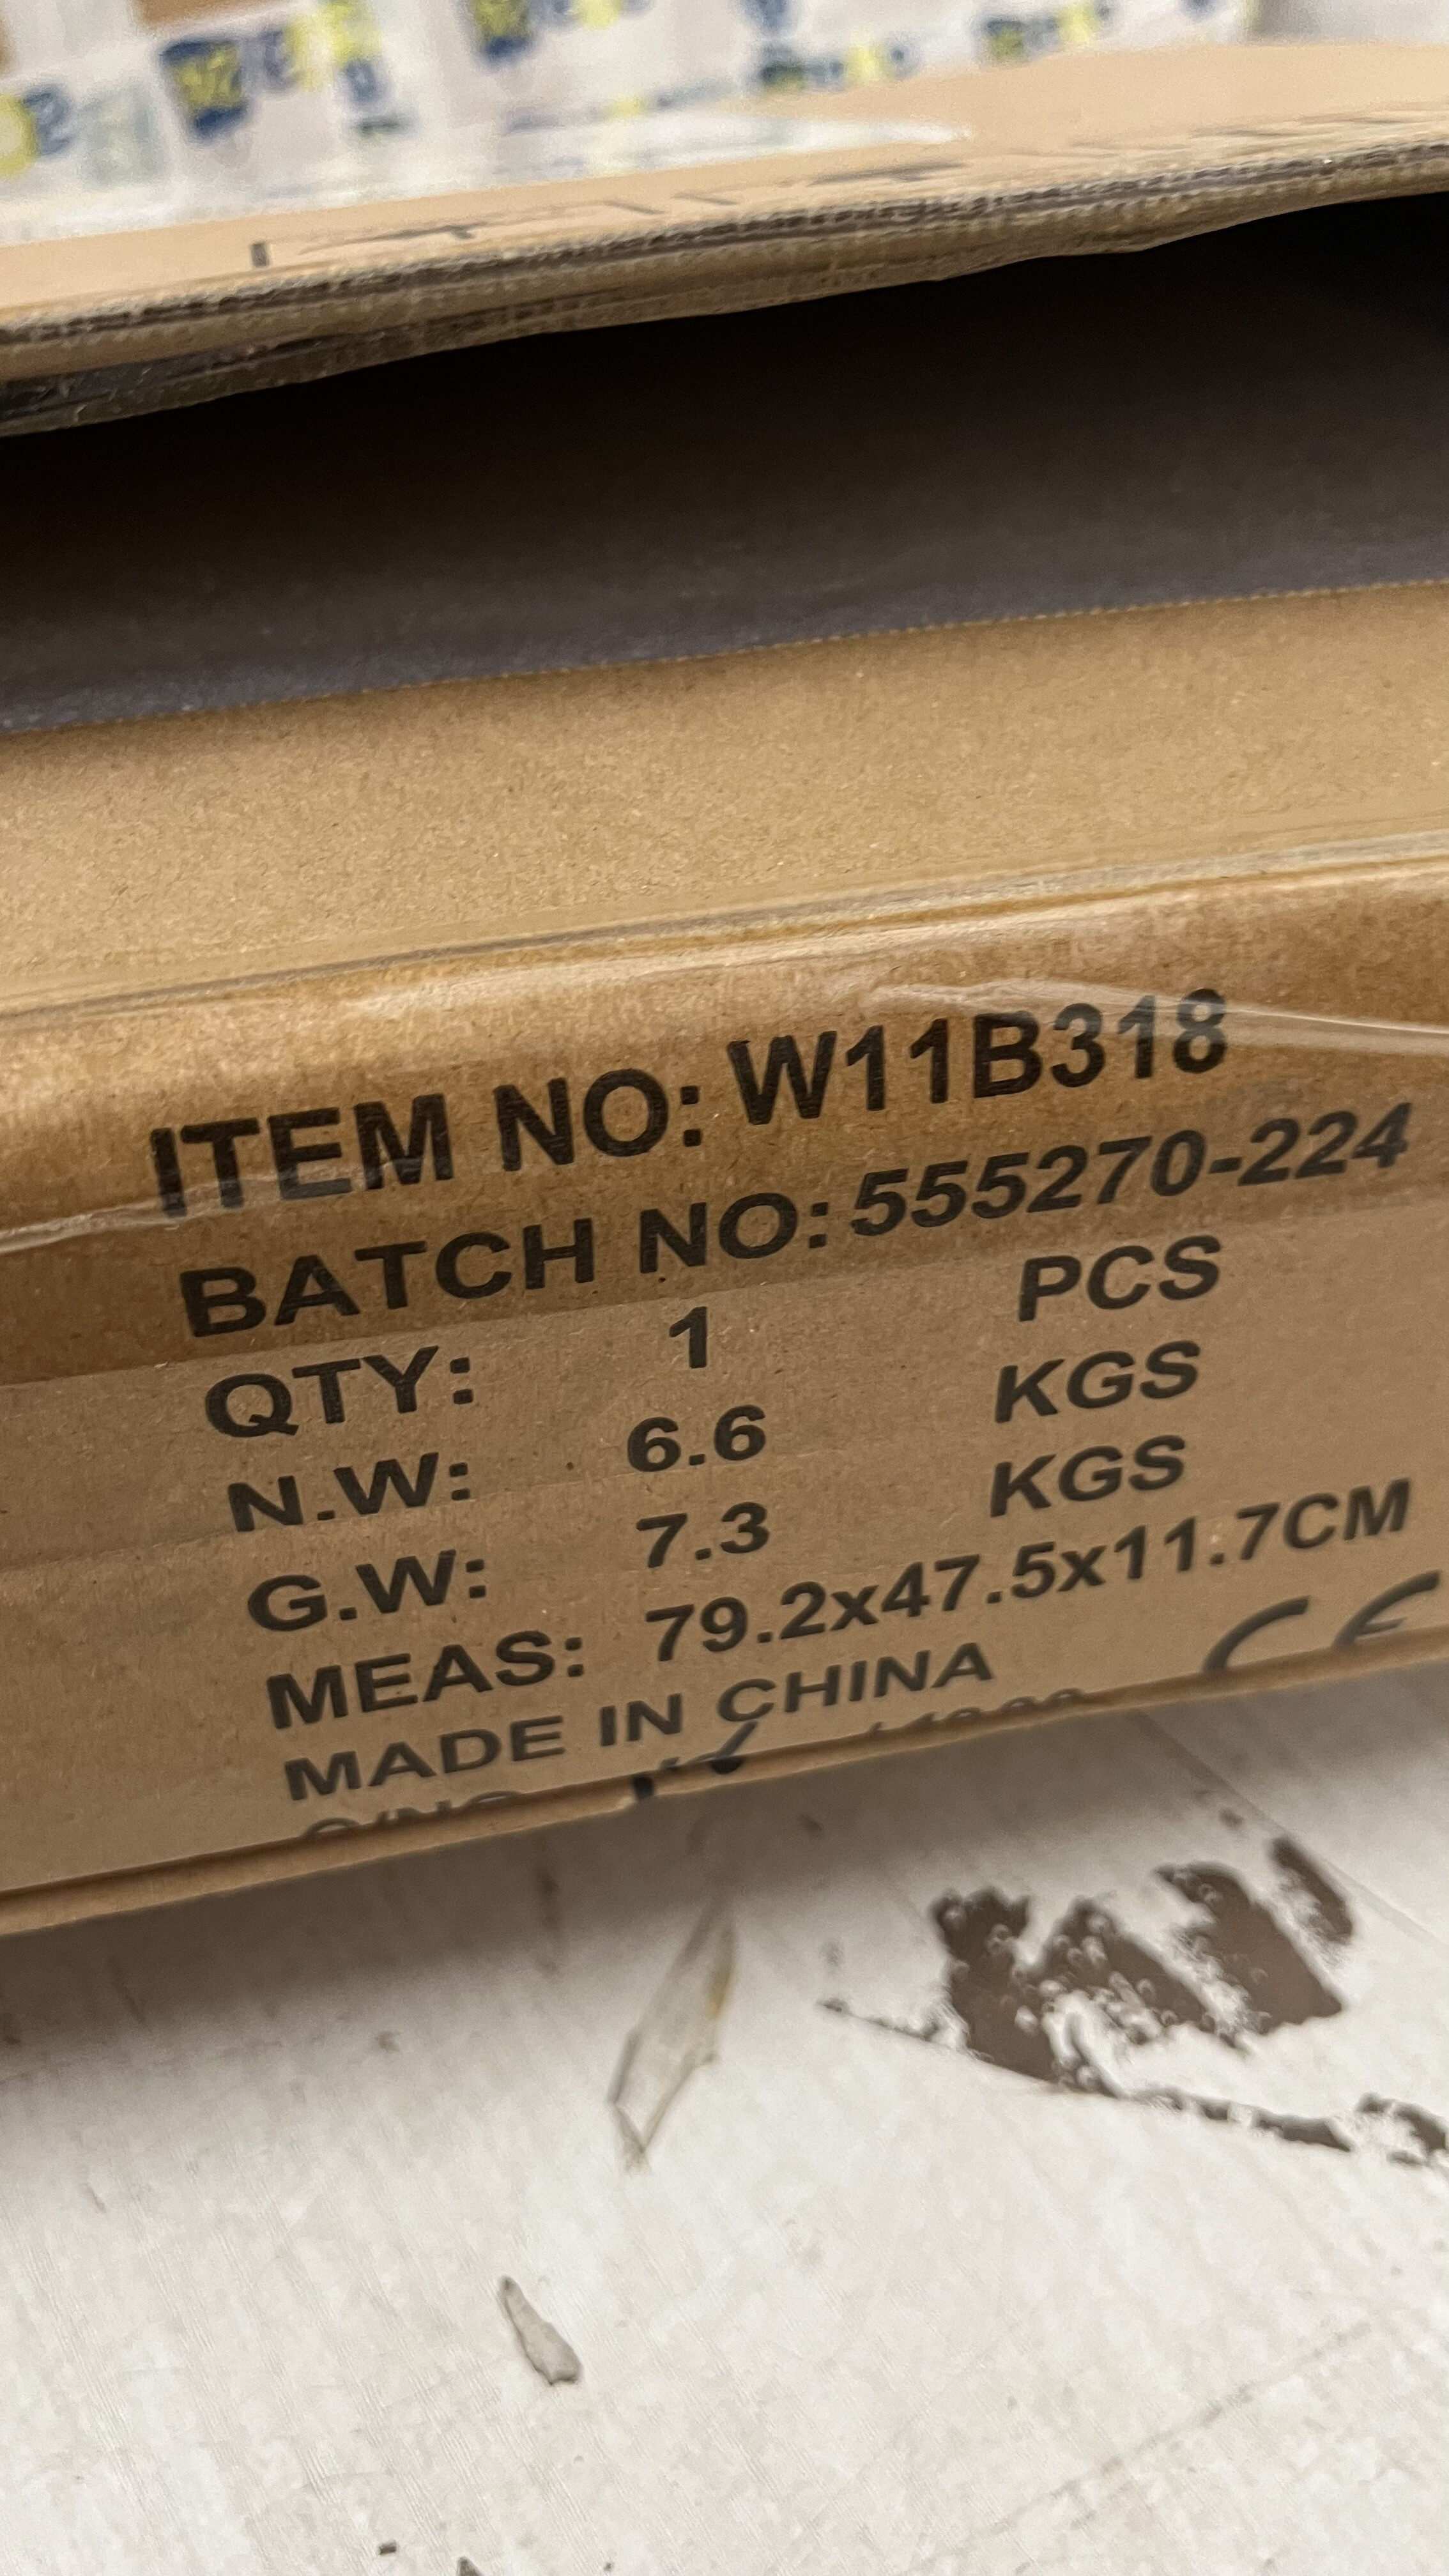 ITEM NO: W11B318
BATCH NO: 555270-224
QTY: 1 PCS
N.W: 6.6 KGS
G.W: 7.3 KGS
MEAS: 79.2x47.5x11.7CM
MADE IN CHINA
CE